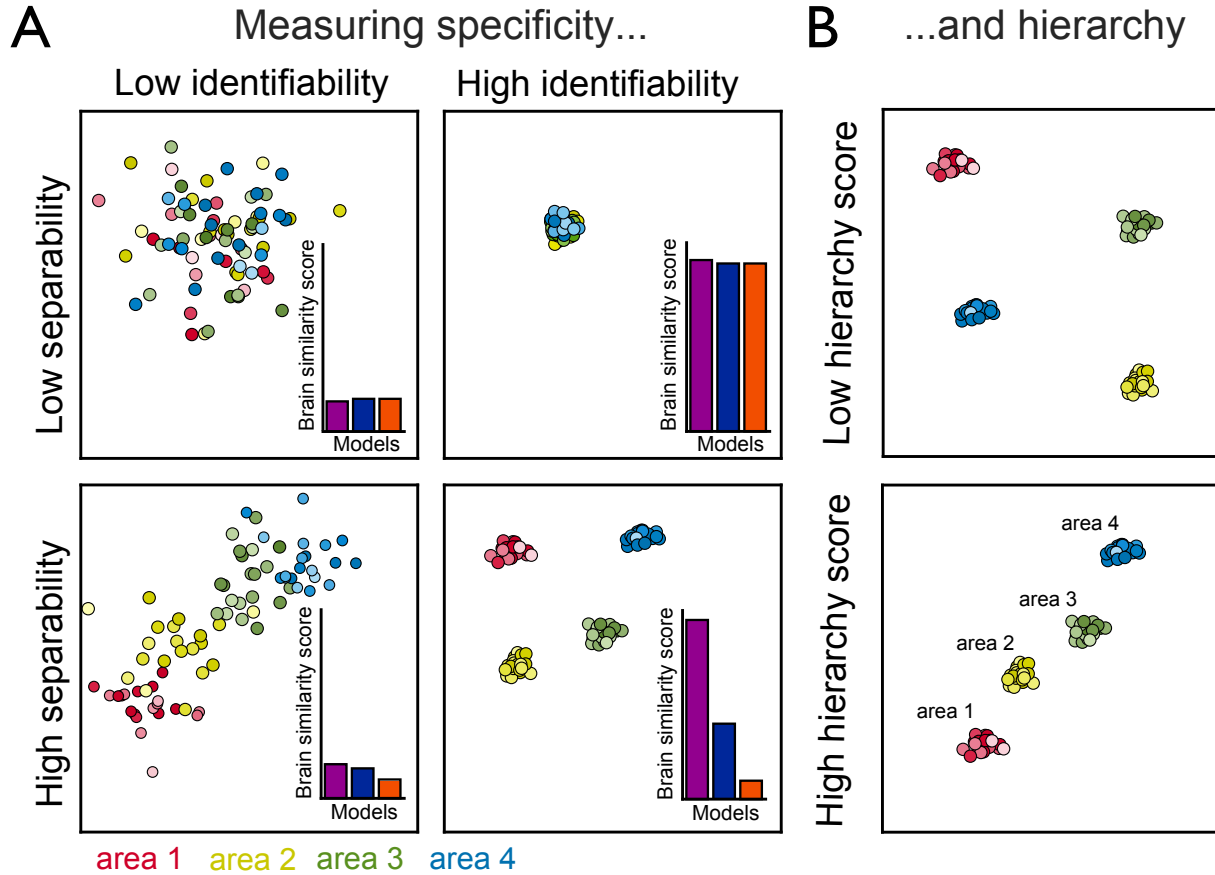 A
Measuring specificity...
Low identifiability
High identifiability
Low separability
Brain similarity score
Models
Brain similarity score
Models
High separability
Brain similarity score
Models
Brain similarity score
Models
area 1
area 2
area 3
area 4
B
...and hierarchy
Low hierarchy score
High hierarchy score
area 4
area 3
area 2
area 1